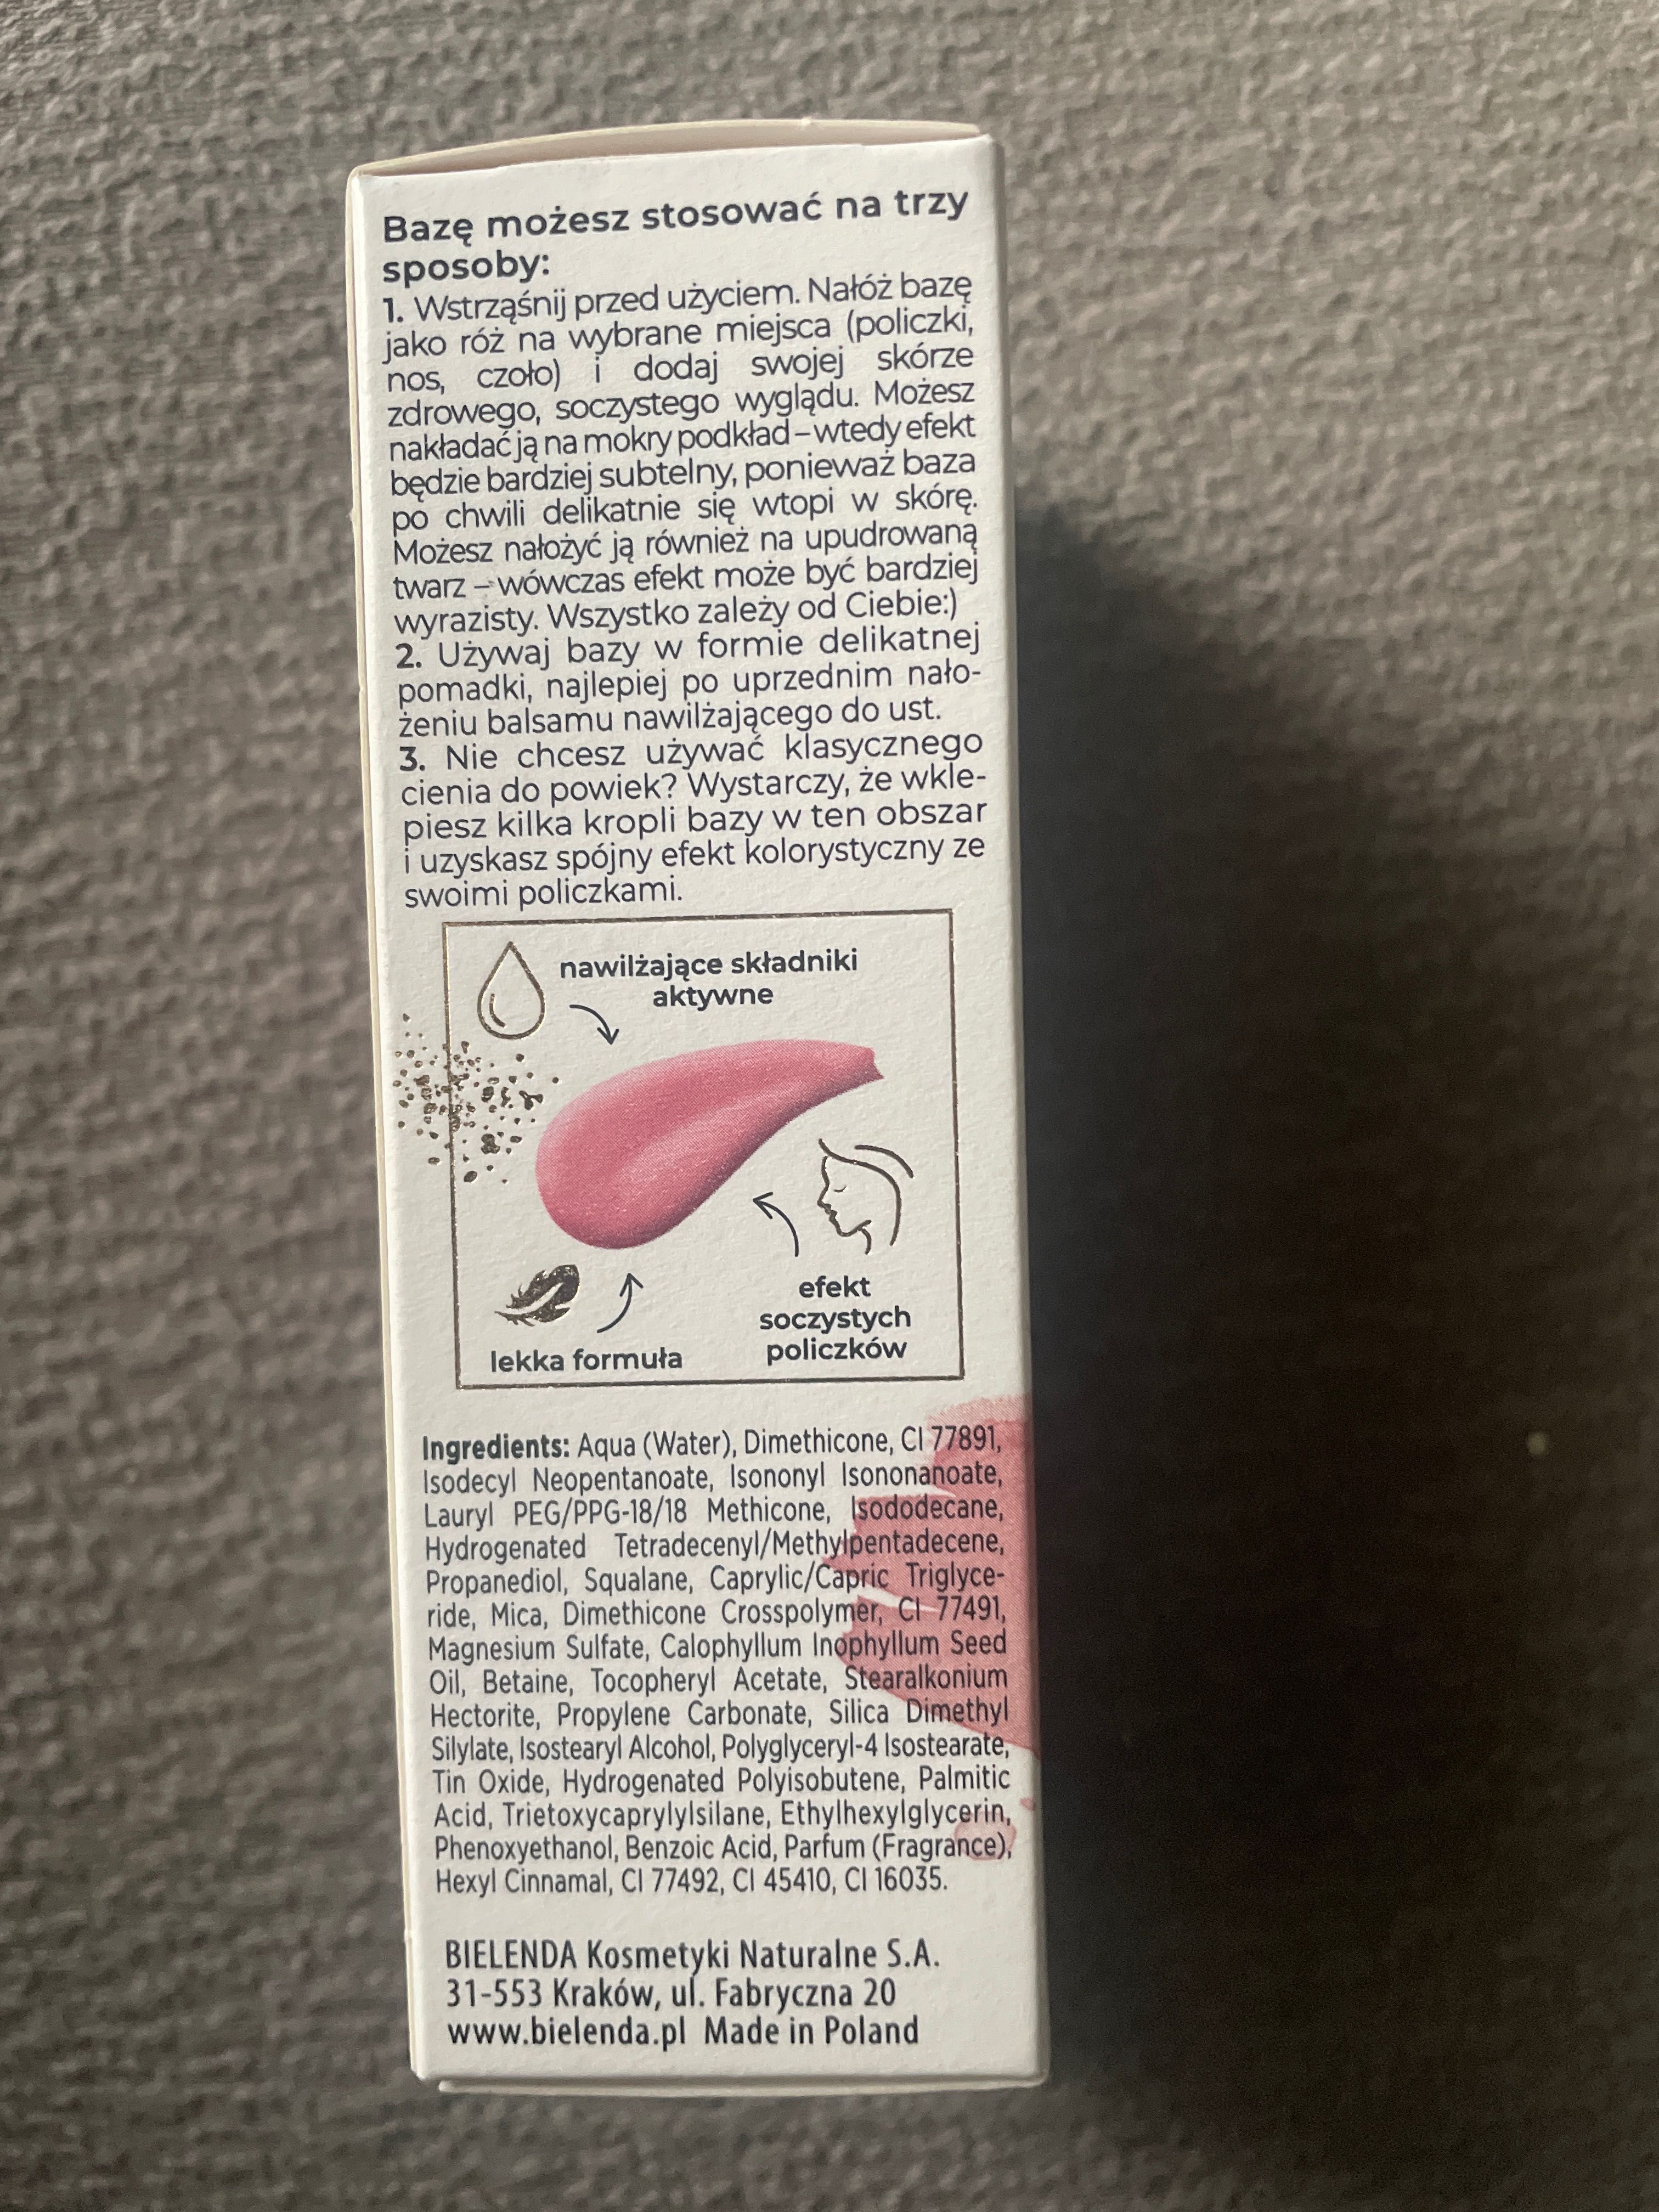 Bazę możesz stosować na trzy
sposoby:
1. Wstrząśnij przed użyciem. Nałóż bazę
jako róż na wybrane miejsca (policzki,
nos, czoło) i dodaj swojej skórze
zdrowego, soczystego wyglądu. Możesz
nakładać ją na mokry podkład – wtedy efekt
będzie bardziej subtelny, ponieważ baza
po chwili delikatnie się wtopi w skórę.
Możesz nałożyć ją również na upudrowaną
twarz – wówczas efekt może być bardziej
wyrazisty. Wszystko zależy od Ciebie:)
2. Używaj bazy w formie delikatnej
pomadki, najlepiej po uprzednim nało-
żeniu balsamu nawilżającego do ust.
3. Nie chcesz używać klasycznego
cienia do powiek? Wystarczy, że wkle-
piesz kilka kropli bazy w ten obszar
i uzyskasz spójny efekt kolorystyczny ze
swoimi policzkami.
nawilżające składniki
aktywne
efekt
soczystych
policzków
lekka formuła
Ingredients: Aqua (Water), Dimethicone, CI 77891,
Isodecyl Neopentanoate, Isononyl Isononanoate,
Lauryl PEG/PPG-18/18 Methicone, Isododecane,
Hydrogenated Tetradecenyl/Methylpentadecene,
Propanediol, Squalane, Caprylic/Capric Triglyce-
ride, Mica, Dimethicone Crosspolymer, CI 77491,
Magnesium Sulfate, Calophyllum Inophyllum Seed
Oil, Betaine, Tocopheryl Acetate, Stearalkonium
Hectorite, Propylene Carbonate, Silica Dimethyl
Silylate, Isostearyl Alcohol, Polyglyceryl-4 Isostearate,
Tin Oxide, Hydrogenated Polyisobutene, Palmitic
Acid, Trietoxycaprylylsilane, Ethylhexylglycerin,
Phenoxyethanol, Benzoic Acid, Parfum (Fragrance),
Hexyl Cinnamal, CI 77492, CI 45410, CI 16035.
BIELENDA Kosmetyki Naturalne S.A.
31-553 Kraków, ul. Fabryczna 20
www.bielenda.pl Made in Poland